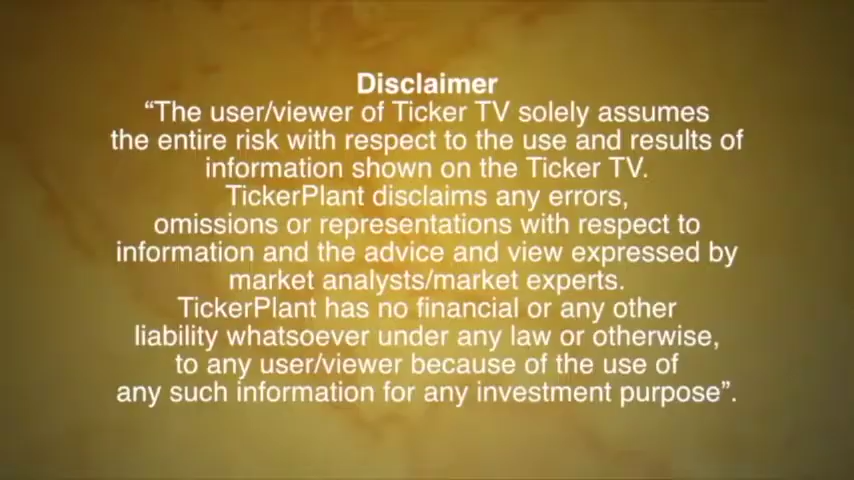 Disclaimer
“The user/viewer of Ticker TV solely assumes
the entire risk with respect to the use and results of
information shown on the Ticker TV.
TickerPlant disclaims any errors,
omissions or representations with respect to
information and the advice and view expressed by
market analysts/market experts.
TickerPlant has no financial or any other
liability whatsoever under any law or otherwise,
to any user/viewer because of the use of
any such information for any investment purpose”.